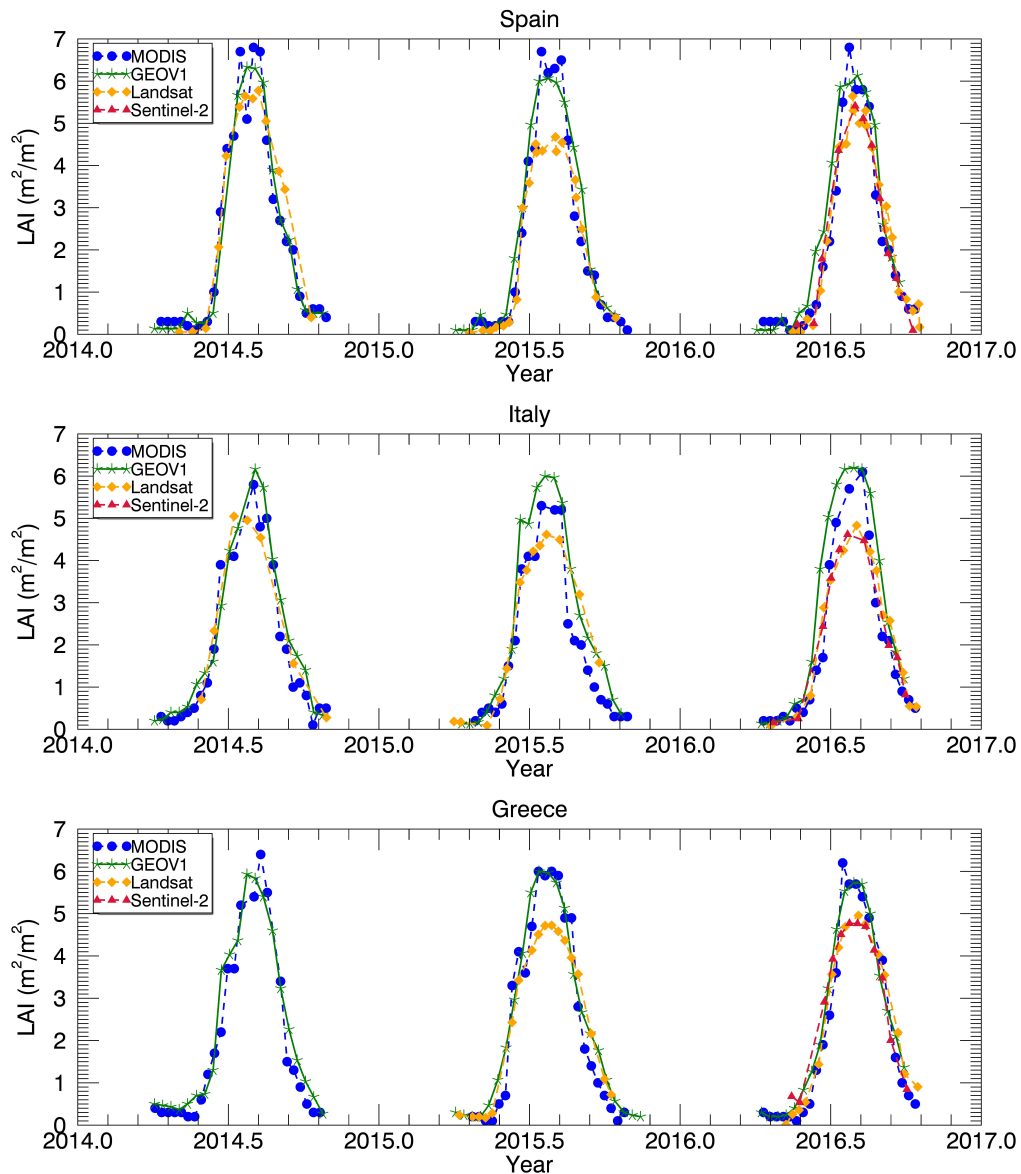 Spain
7
6
5
4
3
2
1
0
LAI (m²/m²)
MODIS
GEOV1
Landsat
Sentinel-2
2014.0 2014.5 2015.0 2015.5 2016.0 2016.5 2017.0
Year
Italy
7
6
5
4
3
2
1
0
LAI (m²/m²)
MODIS
GEOV1
Landsat
Sentinel-2
2014.0 2014.5 2015.0 2015.5 2016.0 2016.5 2017.0
Year
Greece
7
6
5
4
3
2
1
0
LAI (m²/m²)
MODIS
GEOV1
Landsat
Sentinel-2
2014.0 2014.5 2015.0 2015.5 2016.0 2016.5 2017.0
Year